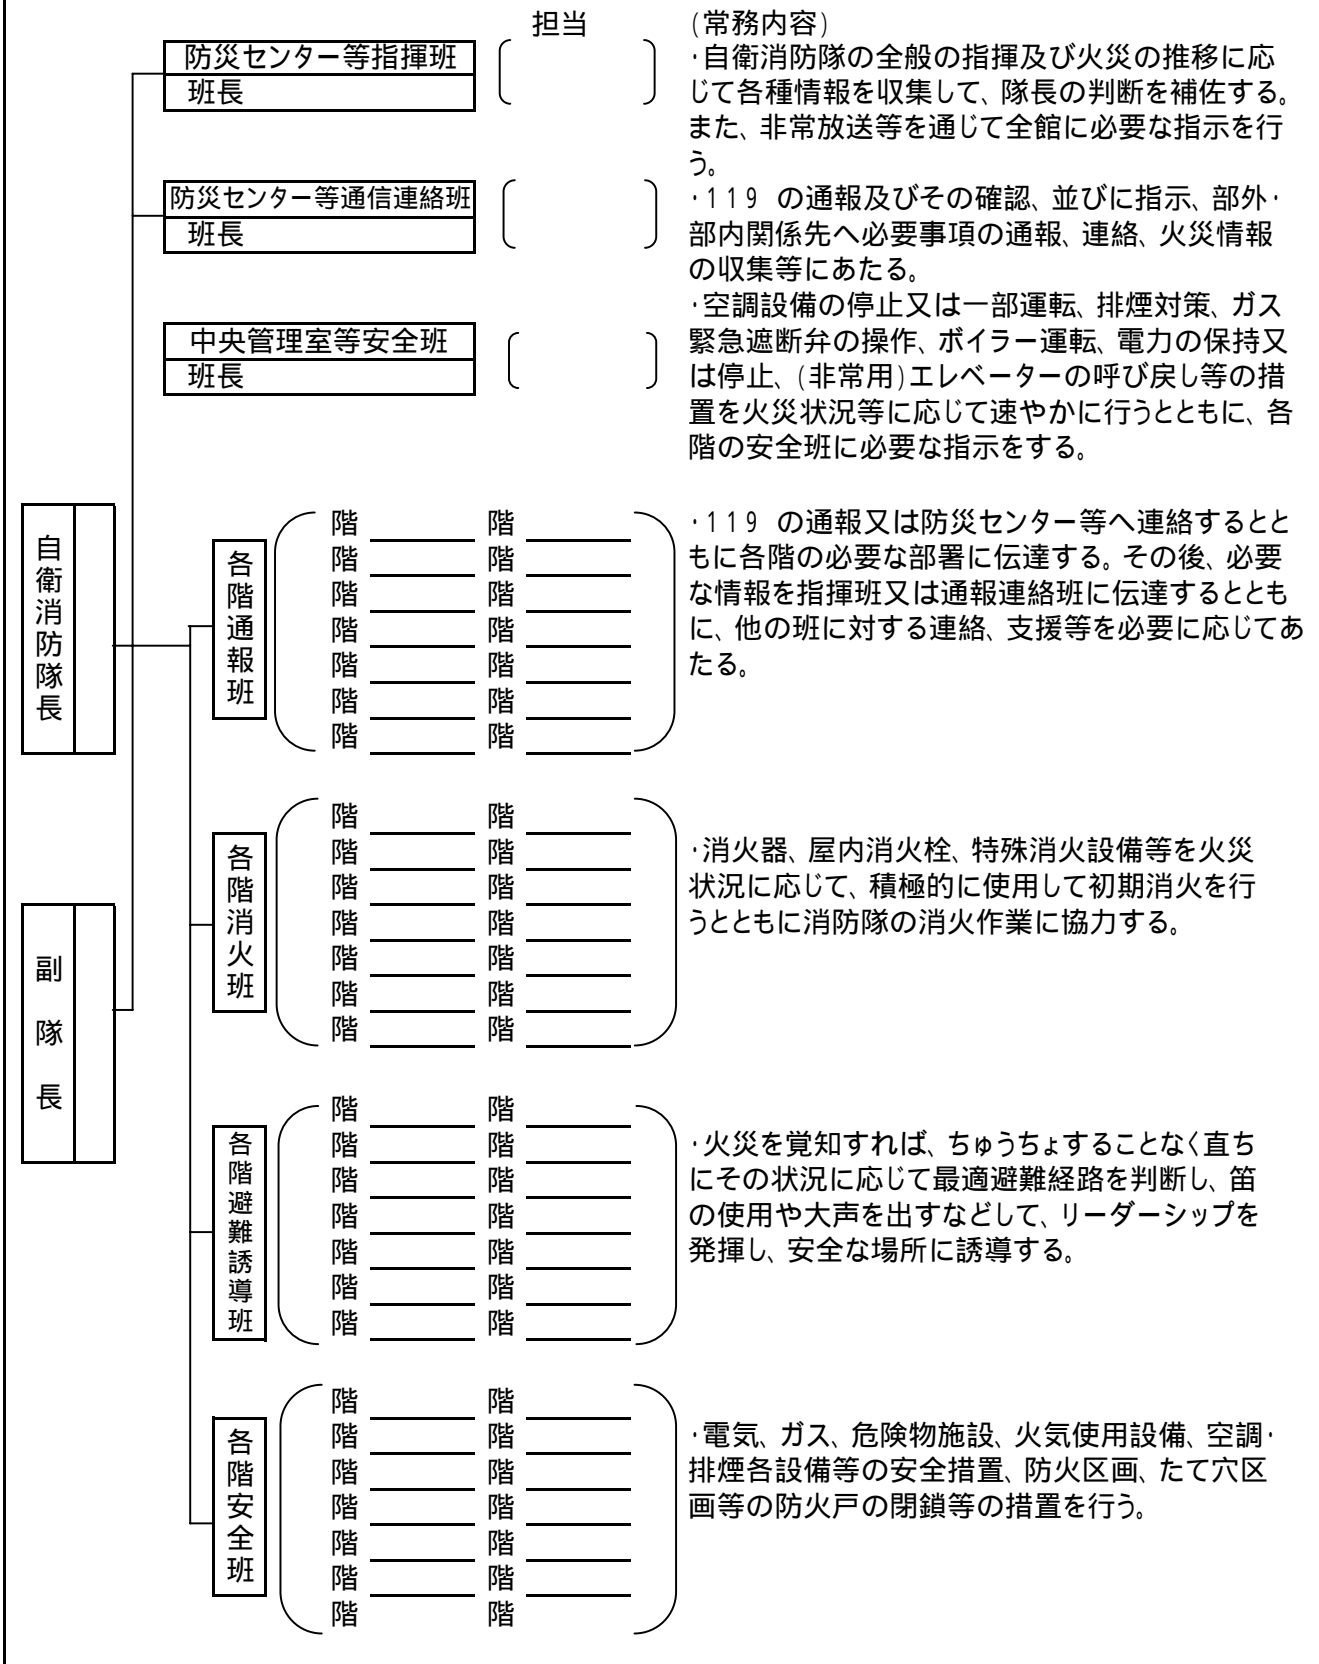 担当
(常務内容)
防災センター等指揮班
班長
・自衛消防隊の全般の指揮及び火災の推移に応
じて各種情報を収集して、隊長の判断を補佐する。
また、非常放送等を通じて全館に必要な指示を行
う。
防災センター等通信連絡班
班長
・119 の通報及びその確認、並びに指示、部外・
部内関係先へ必要事項の通報、連絡、火災情報
の収集等にあたる。
中央管理室等安全班
班長
・空調設備の停止又は一部運転、排煙対策、ガス
緊急遮断弁の操作、ボイラー運転、電力の保持又
は停止、(非常用)エレベーターの呼び戻し等の措
置を火災状況等に応じて速やかに行うとともに、各
階の安全班に必要な指示をする。
自衛消防隊長
副隊長
各階通報班
階 階
階 階
階 階
階 階
階 階
階 階
階 階
・119 の通報又は防災センター等へ連絡するとと
もに各階の必要な部署に伝達する。その後、必要
な情報を指揮班又は通報連絡班に伝達するととも
に、他の班に対する連絡、支援等を必要に応じてあ
たる。
各階消火班
階 階
階 階
階 階
階 階
階 階
階 階
階 階
・消火器、屋内消火栓、特殊消火設備等を火災
状況に応じて、積極的に使用して初期消火を行
うとともに消防隊の消火作業に協力する。
各階避難誘導班
階 階
階 階
階 階
階 階
階 階
階 階
階 階
・火災を覚知すれば、ちゅうちょすることなく直ち
にその状況に応じて最適避難経路を判断し、笛
の使用や大声を出すなどして、リーダーシップを
発揮し、安全な場所に誘導する。
各階安全班
階 階
階 階
階 階
階 階
階 階
階 階
階 階
・電気、ガス、危険物施設、火気使用設備、空調・
排煙各設備等の安全措置、防火区画、たて穴区
画等の防火戸の閉鎖等の措置を行う。